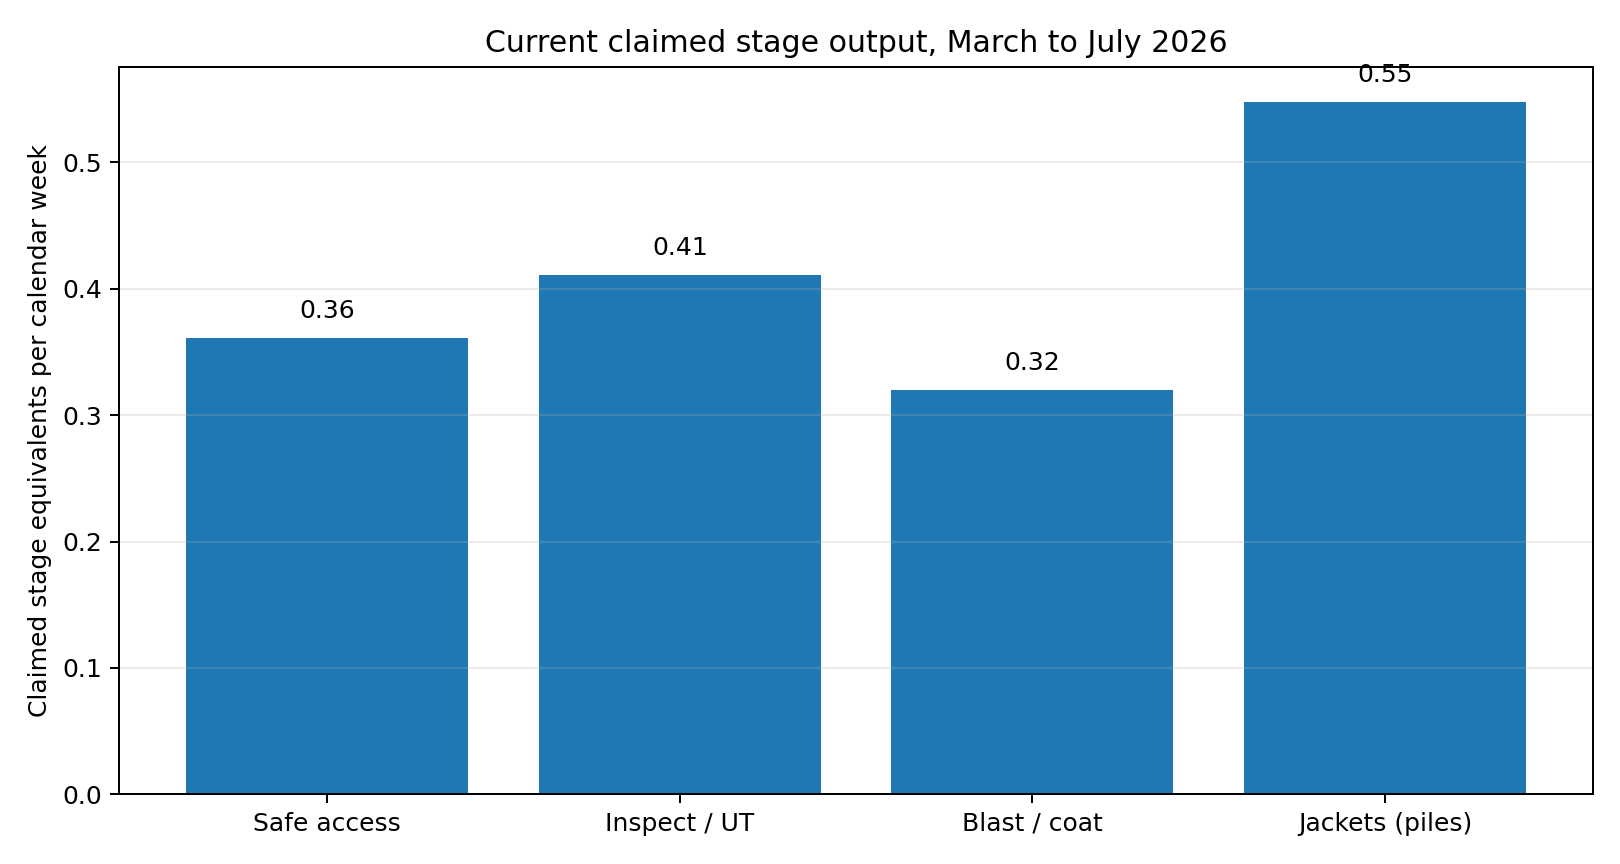 Current claimed stage output, March to July 2026
Claimed stage equivalents per calendar week
0.5
0.4
0.3
0.2
0.1
0.0
0.36
0.41
0.32
0.55
Safe access
Inspect / UT
Blast / coat
Jackets (piles)